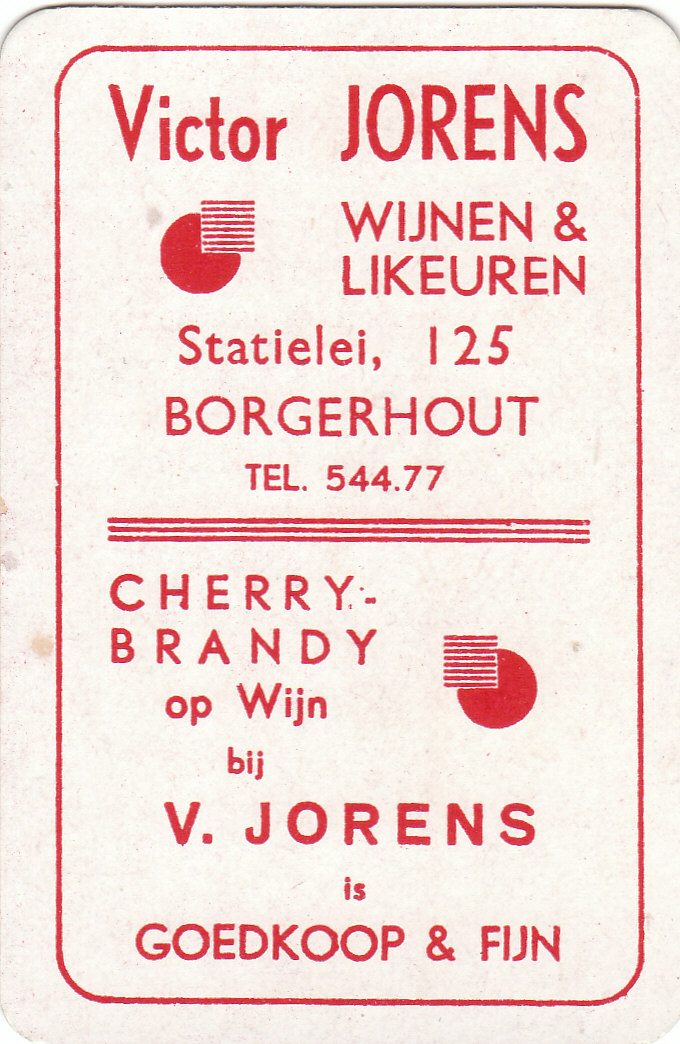 Victor JORENS
WIJNEN &
LIKEUREN
Statielei, 125
BORGERHOUT
TEL. 544.77
CHERRY.-
BRANDY
op Wijn
bij
V. JORENS
is
GOEDKOOP & FIJN